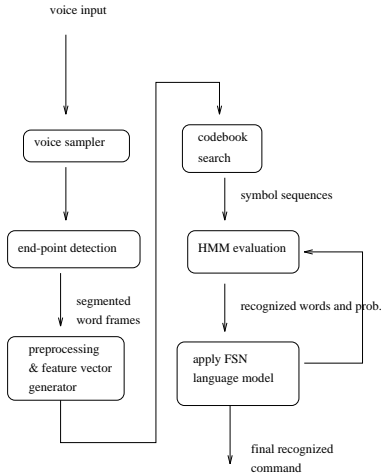 voice input
voice sampler
end-point detection
segmented
word frames
preprocessing
& feature vector
generator
codebook
search
symbol sequences
HMM evaluation
recognized words and prob.
apply FSN
language model
final recognized
command